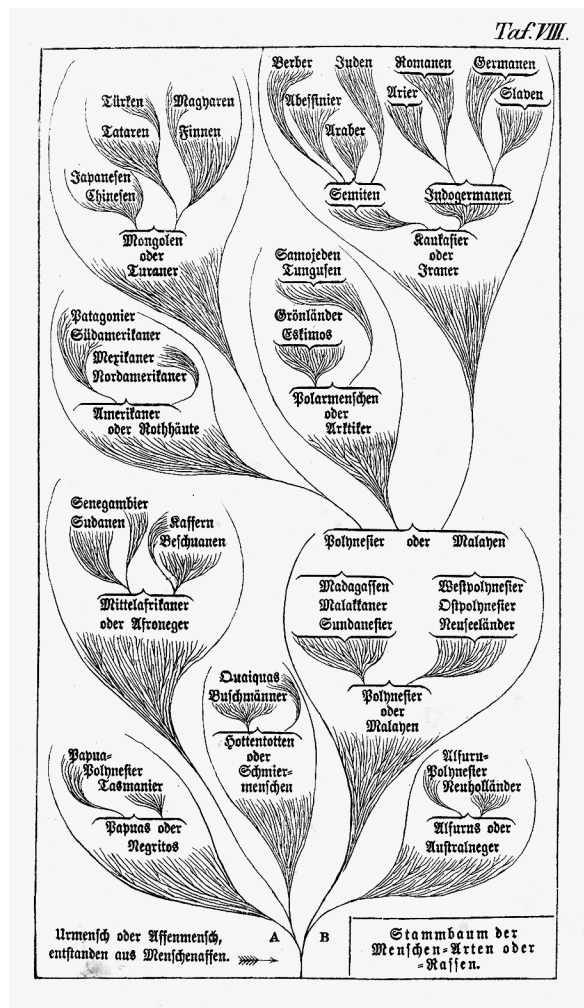 Taf. VIII.
Berber
Juden
Romanen
Germanen
Türken
Magyaren
Abessinier
Arier
Slaven
Tataren
Finnen
Araber
Japanesen
Chinesen
Semiten
Indogermanen
Mongolen
oder
Turaner
Kaukasier
oder
Iraner
Samojeden
Tungusen
Patagonier
Südamerikaner
Mexikaner
Nordamerikaner
Grönländer
Eskimos
Amerikaner
oder Rothhäute
Polarmenschen
oder
Arktiker
Senegambier
Sudanen
Kaffern
Beschuanen
Polynesier oder Malayen
Mittelafrikaner
oder Afroneger
Madagassen
Malakkaner
Sundanesier
Westpolynesier
Ostpolynesier
Neuseeländer
Quaiquas
Buschmänner
Polynesier
oder
Malayen
Hottentotten
oder
Schmier-
menschen
Papua-
Polynesier
Tasmanier
Alfuru-
Polynesier
Neuholländer
Papuas oder
Negritos
Alfurus oder
Australneger
Urmensch oder Affenmensch,
entstanden aus Menschenaffen.
A
B
Stammbaum der
Menschen-Arten oder
-Rassen.